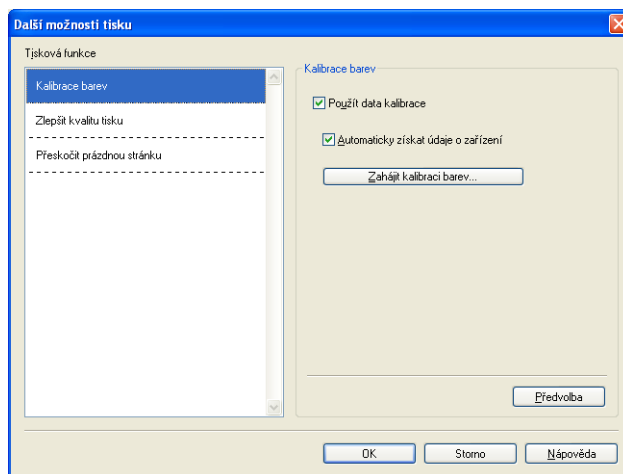 Další možnosti tisku
Tisková funkce
Kalibrace barev
Zlepšit kvalitu tisku
Přeskočit prázdnou stránku
Kalibrace barev
Použít data kalibrace
Automaticky získat údaje o zařízení
Zahájit kalibraci barev...
Předvolba
OK
Storno
Nápověda